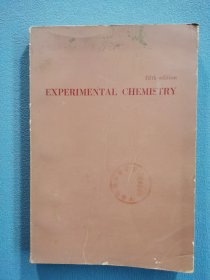 fifth edition
EXPERIMENTAL CHEMISTRY